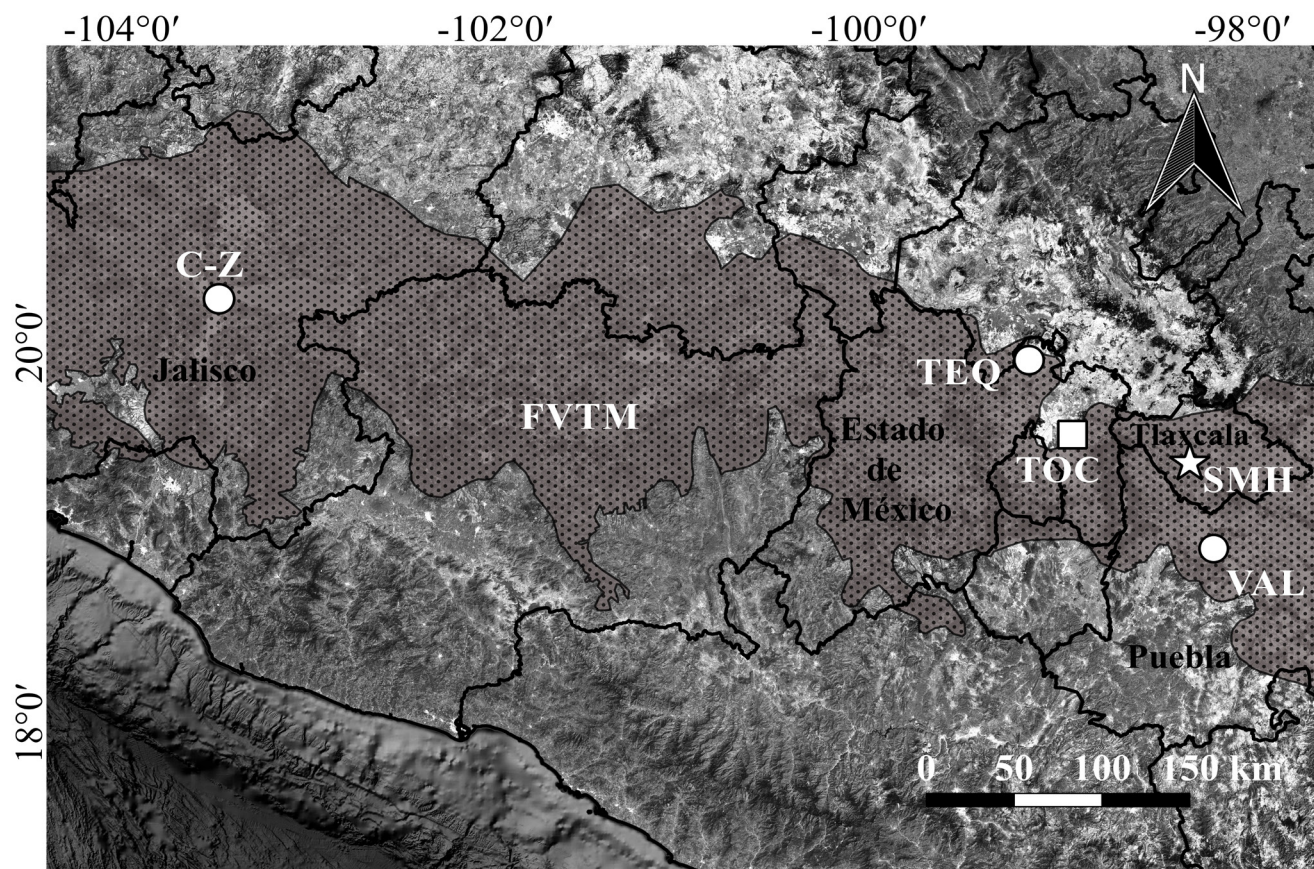 -104°0′
-102°0′
-100°0′
-98°0′
N
C-Z
20°0′
Jalisco
TEQ
FVTM
Estado
de
México
Tlaxcala
TOC
SMH
VAL
Puebla
18°0′
0 50 100 150 km